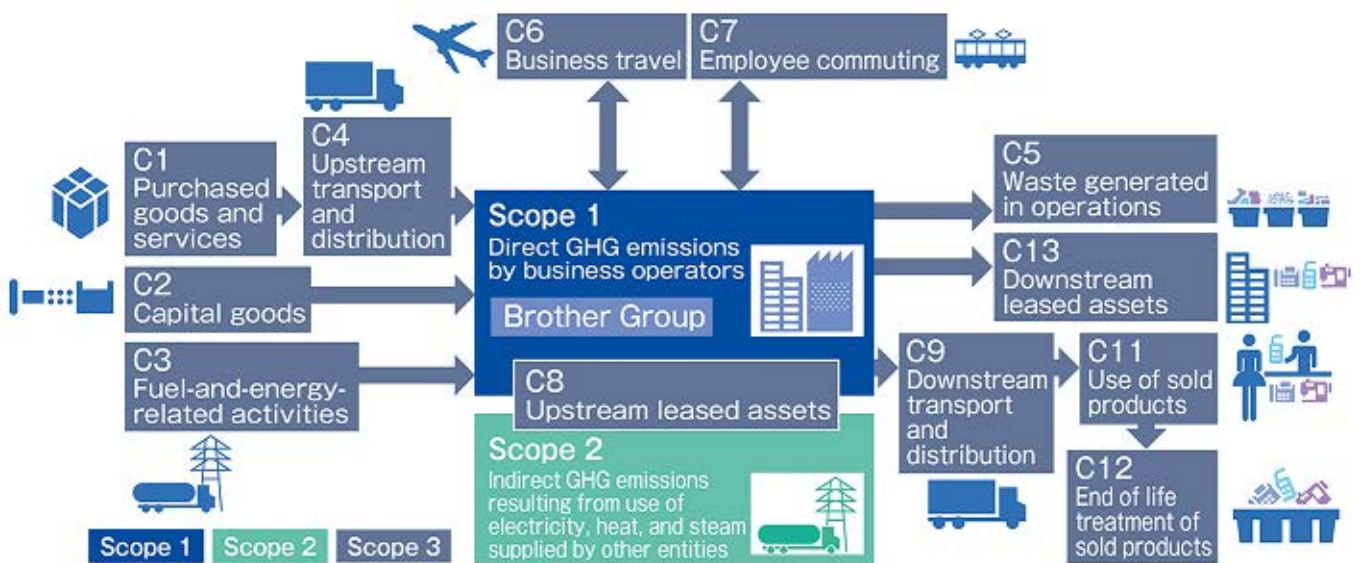 C6
Business travel
C7
Employee commuting
C1
Purchased
goods and
services
C4
Upstream
transport
and
distribution
C2
Capital goods
C3
Fuel-and-energy-
related activities
Scope 1
Direct GHG emissions
by business operators
Brother Group
C8
Upstream leased assets
Scope 2
Indirect GHG emissions
resulting from use of
electricity, heat, and steam
supplied by other entities
C5
Waste generated
in operations
C13
Downstream
leased assets
C9
Downstream
transport
and
distribution
C11
Use of sold
products
C12
End of life
treatment of
sold products
Scope 1
Scope 2
Scope 3